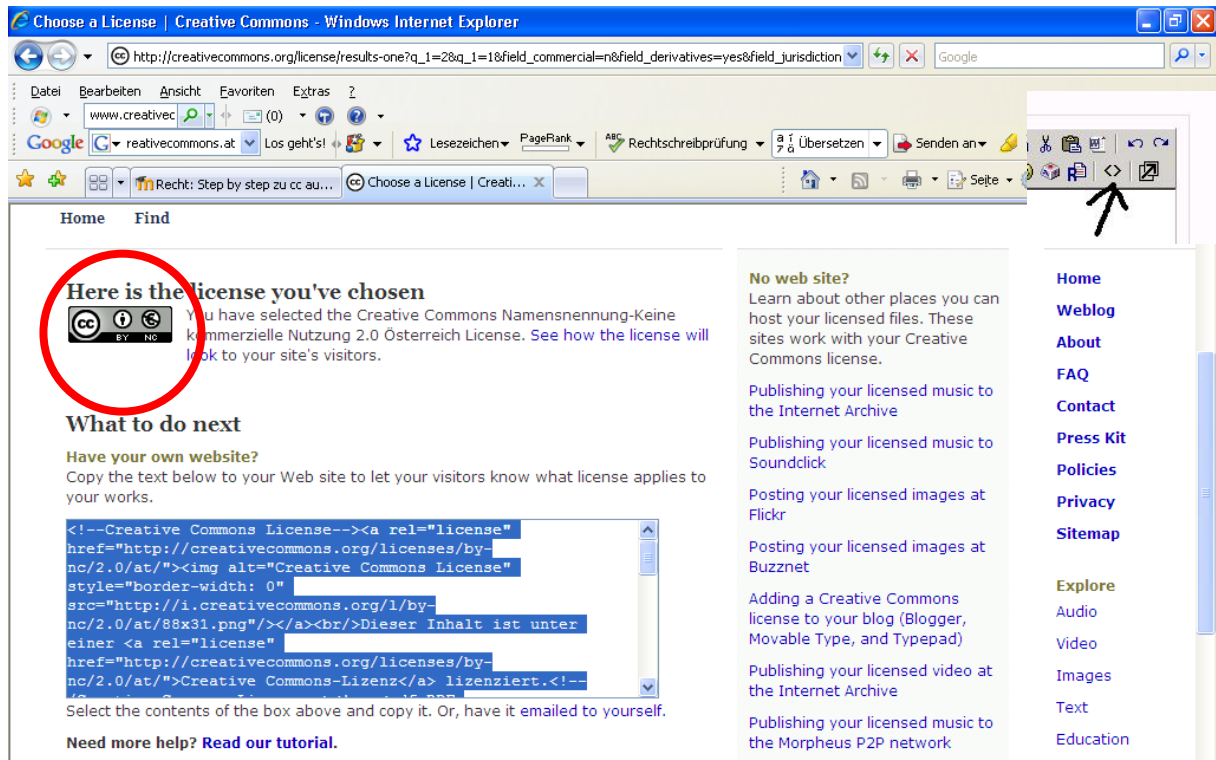 Choose a License | Creative Commons - Windows Internet Explorer
http://creativecommons.org/license/results-one?q_1=2&q_1=1&field_commercial=n&field_derivatives=yes&field_jurisdiction
Google
Datei Bearbeiten Ansicht Favoriten Extras ?
www.creativec (0)
Google G reativecommons.at Los geht's! Lesezeichen PageRank ABC Rechtschreibprüfung Übersetzen Senden an
Recht: Step by step zu cc au... Choose a License | Creati... X Seite
Home Find
Here is the license you've chosen
cc BY NC
You have selected the Creative Commons Namensnennung-Keine
kommerzielle Nutzung 2.0 Österreich License. See how the license will
look to your site's visitors.
What to do next
Have your own website?
Copy the text below to your Web site to let your visitors know what license applies to
your works.
<!--Creative Commons License--><a rel="license"
href="http://creativecommons.org/licenses/by-
nc/2.0/at/"><img alt="Creative Commons License"
style="border-width: 0"
src="http://i.creativecommons.org/l/by-
nc/2.0/at/88x31.png"/></a><br/>Dieser Inhalt ist unter
einer <a rel="license"
href="http://creativecommons.org/licenses/by-
nc/2.0/at/">Creative Commons-Lizenz</a> lizenziert.<!--
Select the contents of the box above and copy it. Or, have it emailed to yourself.
Need more help? Read our tutorial.
No web site?
Learn about other places you can
host your licensed files. These
sites work with your Creative
Commons license.
Publishing your licensed music to
the Internet Archive
Publishing your licensed music to
Soundclick
Posting your licensed images at
Flickr
Posting your licensed images at
Buzznet
Adding a Creative Commons
license to your blog (Blogger,
Movable Type, and Typepad)
Publishing your licensed video at
the Internet Archive
Publishing your licensed music to
the Morpheus P2P network
Home
Weblog
About
FAQ
Contact
Press Kit
Policies
Privacy
Sitemap
Explore
Audio
Video
Images
Text
Education